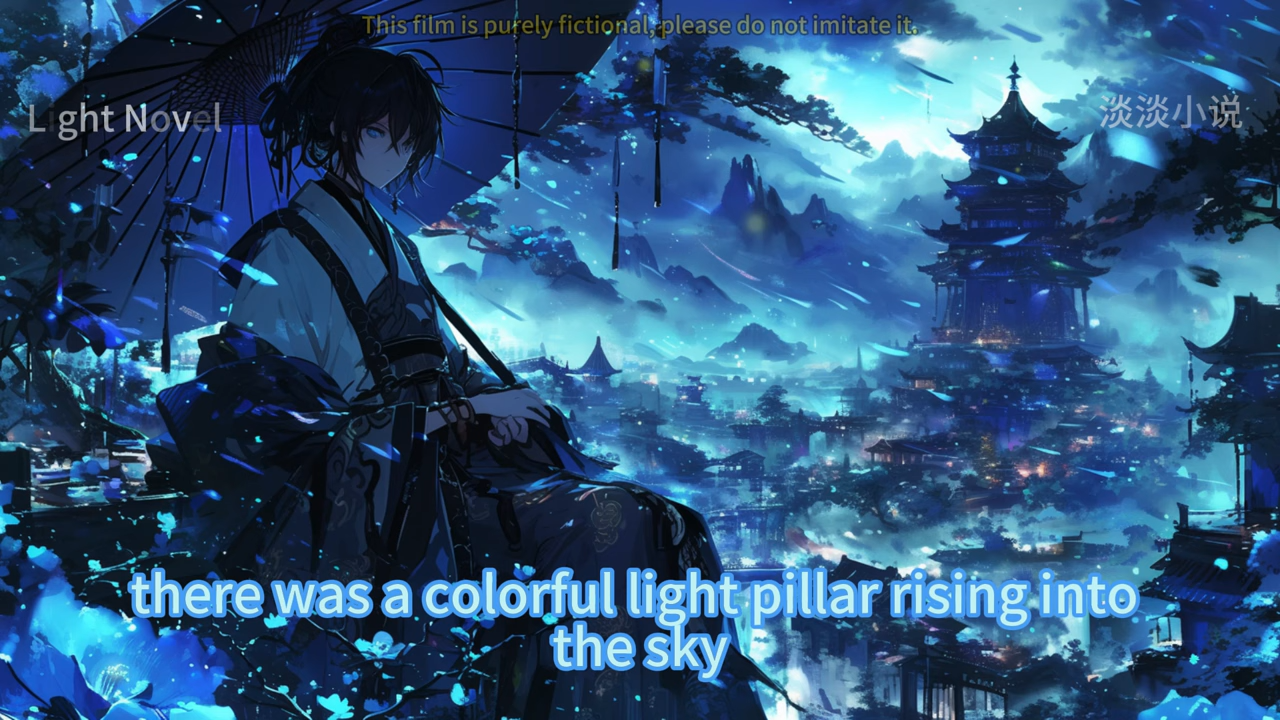 This film is purely fictional, please do not imitate it.
Light Novel
淡淡小说
there was a colorful light pillar rising into
the sky